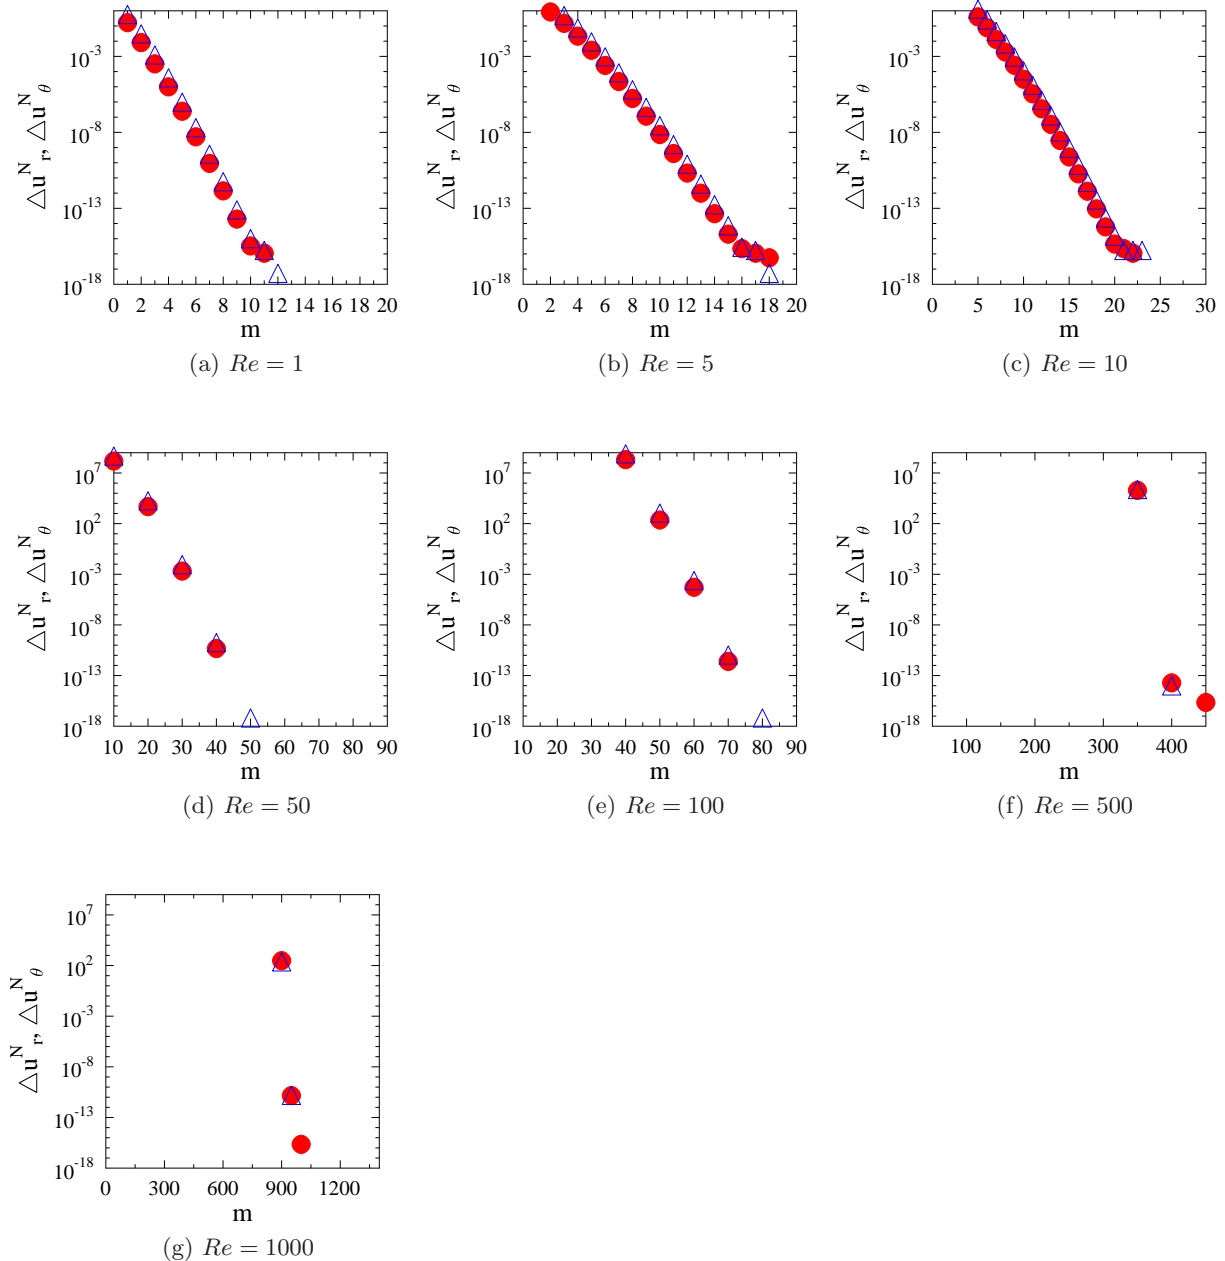 10^-3
10^-8
10^-13
10^-18
△u^N_r, △u^N_θ
0 2 4 6 8 10 12 14 16 18 20
m
(a) Re = 1
10^-3
10^-8
10^-13
10^-18
△u^N_r, △u^N_θ
0 2 4 6 8 10 12 14 16 18 20
m
(b) Re = 5
10^-3
10^-8
10^-13
10^-18
△u^N_r, △u^N_θ
0 5 10 15 20 25 30
m
(c) Re = 10
10^7
10^2
10^-3
10^-8
10^-13
10^-18
△u^N_r, △u^N_θ
10 20 30 40 50 60 70 80 90
m
(d) Re = 50
10^7
10^2
10^-3
10^-8
10^-13
10^-18
△u^N_r, △u^N_θ
10 20 30 40 50 60 70 80 90
m
(e) Re = 100
10^7
10^2
10^-3
10^-8
10^-13
10^-18
△u^N_r, △u^N_θ
100 200 300 400
m
(f) Re = 500
10^7
10^2
10^-3
10^-8
10^-13
10^-18
△u^N_r, △u^N_θ
0 300 600 900 1200
m
(g) Re = 1000